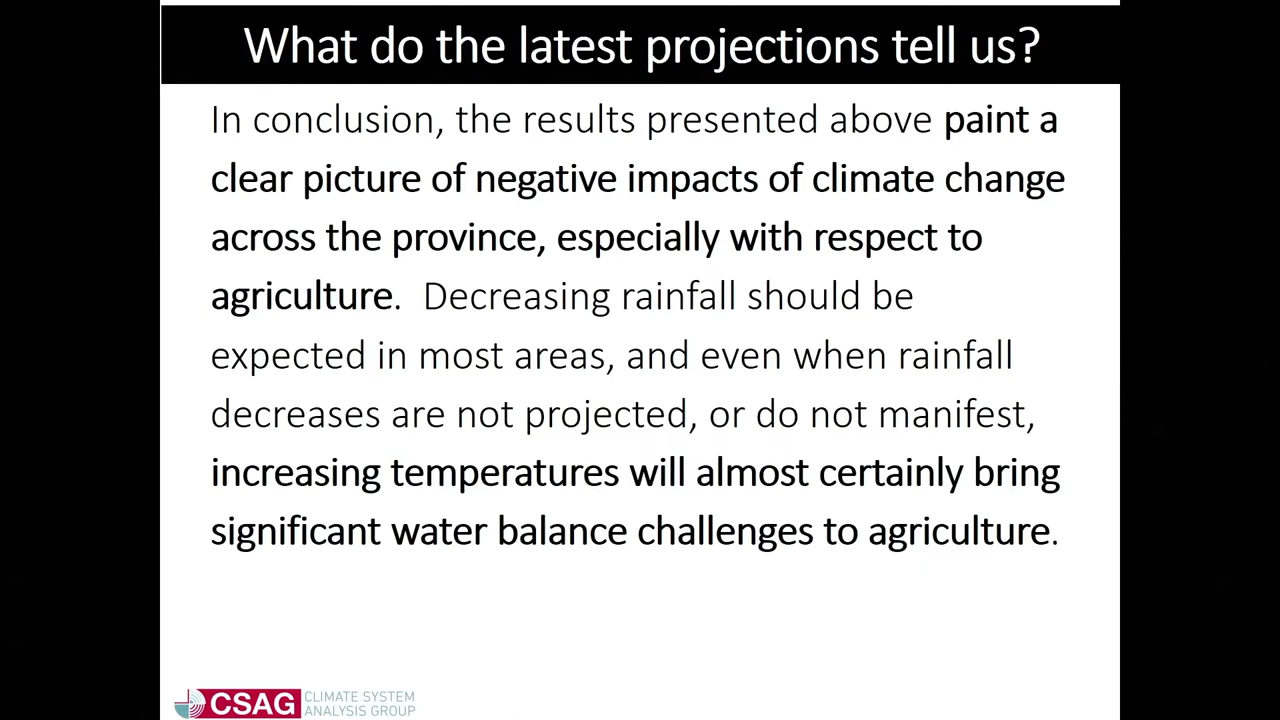 What do the latest projections tell us?
In conclusion, the results presented above paint a
clear picture of negative impacts of climate change
across the province, especially with respect to
agriculture. Decreasing rainfall should be
expected in most areas, and even when rainfall
decreases are not projected, or do not manifest,
increasing temperatures will almost certainly bring
significant water balance challenges to agriculture.
CSAG CLIMATE SYSTEM
ANALYSIS GROUP